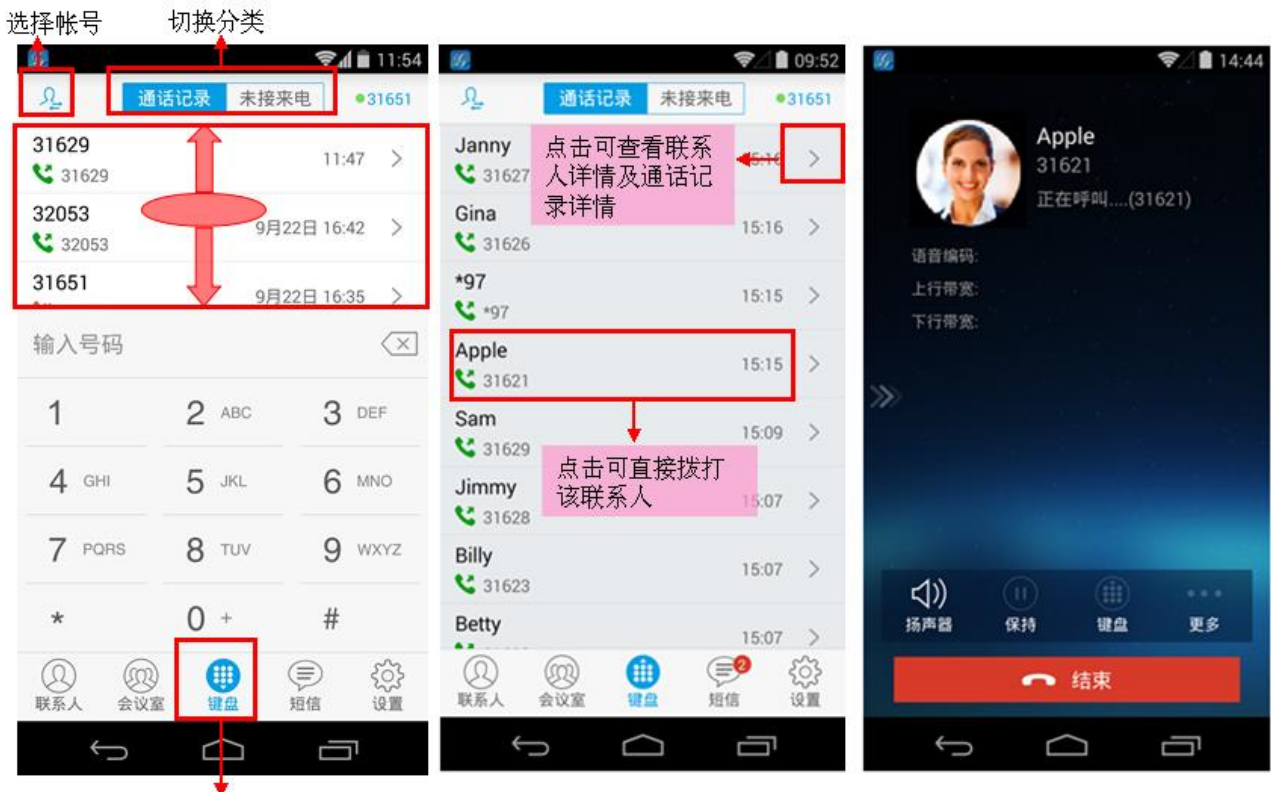 选择帐号
切换分类
11:54
通话记录
未接来电
31651
31629
31629
11:47
32053
32053
9月22日 16:42
31651
9月22日 16:35
输入号码
1
2 ABC
3 DEF
4 GHI
5 JKL
6 MNO
7 PQRS
8 TUV
9 WXYZ
*
0 +
#
联系人
会议室
键盘
短信
设置
09:52
通话记录
未接来电
31651
Janny
31627
点击可查看联系
人详情及通话记
录详情
Gina
31626
15:16
*97
*97
15:15
Apple
31621
15:15
Sam
31629
15:09
点击可直接拨打
该联系人
Jimmy
31628
15:07
Billy
31623
15:07
Betty
15:07
联系人
会议室
键盘
2
短信
设置
14:44
Apple
31621
正在呼叫....(31621)
语音编码:
上行带宽:
下行带宽:
扬声器
保持
键盘
更多
结束